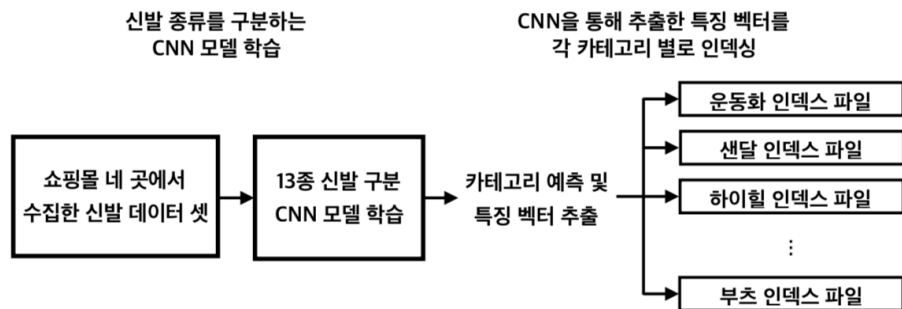 신발 종류를 구분하는
CNN 모델 학습
CNN을 통해 추출한 특징 벡터를
각 카테고리 별로 인덱싱
쇼핑몰 네 곳에서
수집한 신발 데이터 셋
13종 신발 구분
CNN 모델 학습
카테고리 예측 및
특징 벡터 추출
운동화 인덱스 파일
샌달 인덱스 파일
하이힐 인덱스 파일
⋮
부츠 인덱스 파일